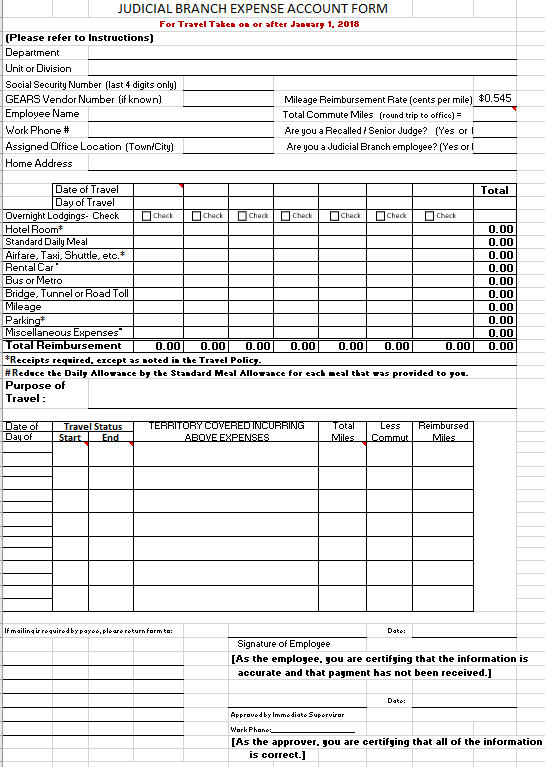 JUDICIAL BRANCH EXPENSE ACCOUNT FORM
For Travel Taken on or after January 1, 2018
(Please refer to Instructions)
Department
Unit or Division
Social Security Number (last 4 digits only)
GEARS Vendor Number (if known) Mileage Reimbursement Rate (cents per mile) $0.545
Employee Name Total Commute Miles (round trip to office) =
Work Phone # Are you a Recalled / Senior Judge? (Yes or
Assigned Office Location (Town/City) Are you a Judicial Branch employee? (Yes or
Home Address
Date of Travel Total
Day of Travel
Overnight Lodgings- Check Check Check Check Check Check Check Check
Hotel Room* 0.00
Standard Daily Meal 0.00
Airfare, Taxi, Shuttle, etc.* 0.00
Rental Car* 0.00
Bus or Metro 0.00
Bridge, Tunnel or Road Toll 0.00
Mileage 0.00
Parking* 0.00
Miscellaneous Expenses* 0.00
Total Reimbursement 0.00 0.00 0.00 0.00 0.00 0.00 0.00 0.00
*Receipts required, except as noted in the Travel Policy.
#Reduce the Daily Allowance by the Standard Meal Allowance for each meal that was provided to you.
Purpose of
Travel :
Date of Travel Status TERRITORY COVERED INCURRING Total Less Reimbursed
Day of Start End ABOVE EXPENSES Miles Commut Miles
If mailing is required by payee, please return form to: Date:
Signature of Employee
[As the employee, you are certifying that the information is
accurate and that payment has not been received.]
Date:
Approved by Immediate Supervisor
Work Phone:
[As the approver, you are certifying that all of the information
is correct.]